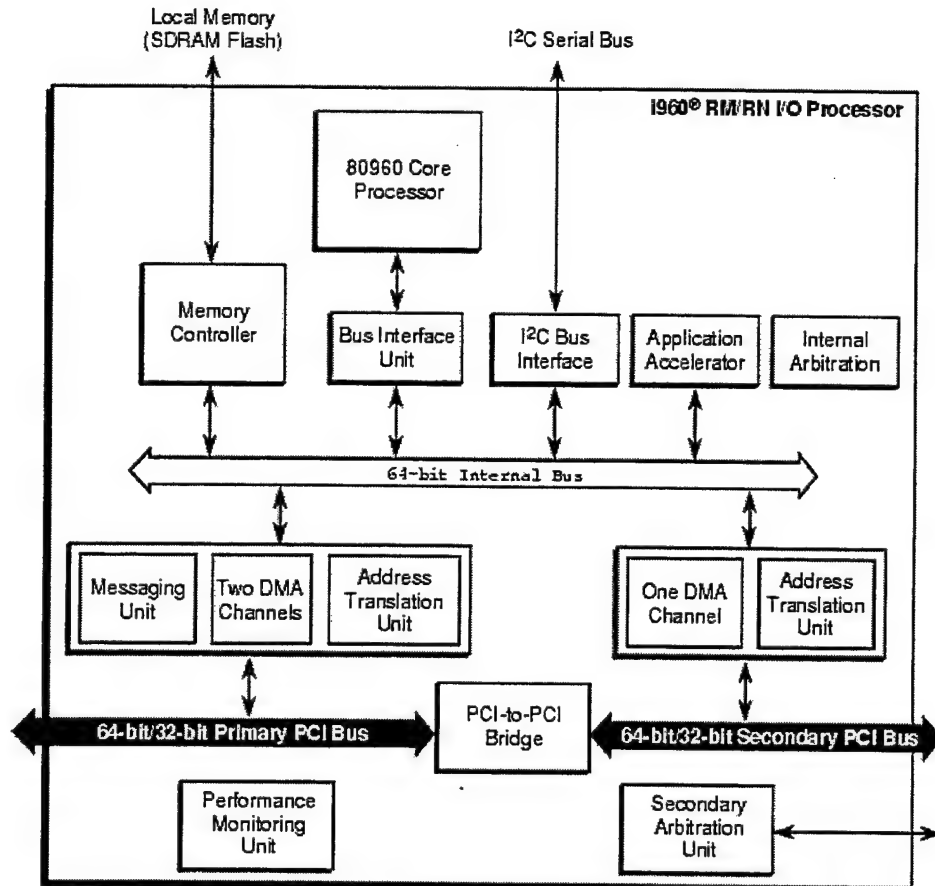 Local Memory
(SDRAM Flash)
I²C Serial Bus
i960® RM/RN I/O Processor
80960 Core
Processor
Memory
Controller
Bus Interface
Unit
I²C Bus
Interface
Application
Accelerator
Internal
Arbitration
64-bit Internal Bus
Messaging
Unit
Two DMA
Channels
Address
Translation
Unit
One DMA
Channel
Address
Translation
Unit
64-bit/32-bit Primary PCI Bus
PCI-to-PCI
Bridge
64-bit/32-bit Secondary PCI Bus
Performance
Monitoring
Unit
Secondary
Arbitration
Unit